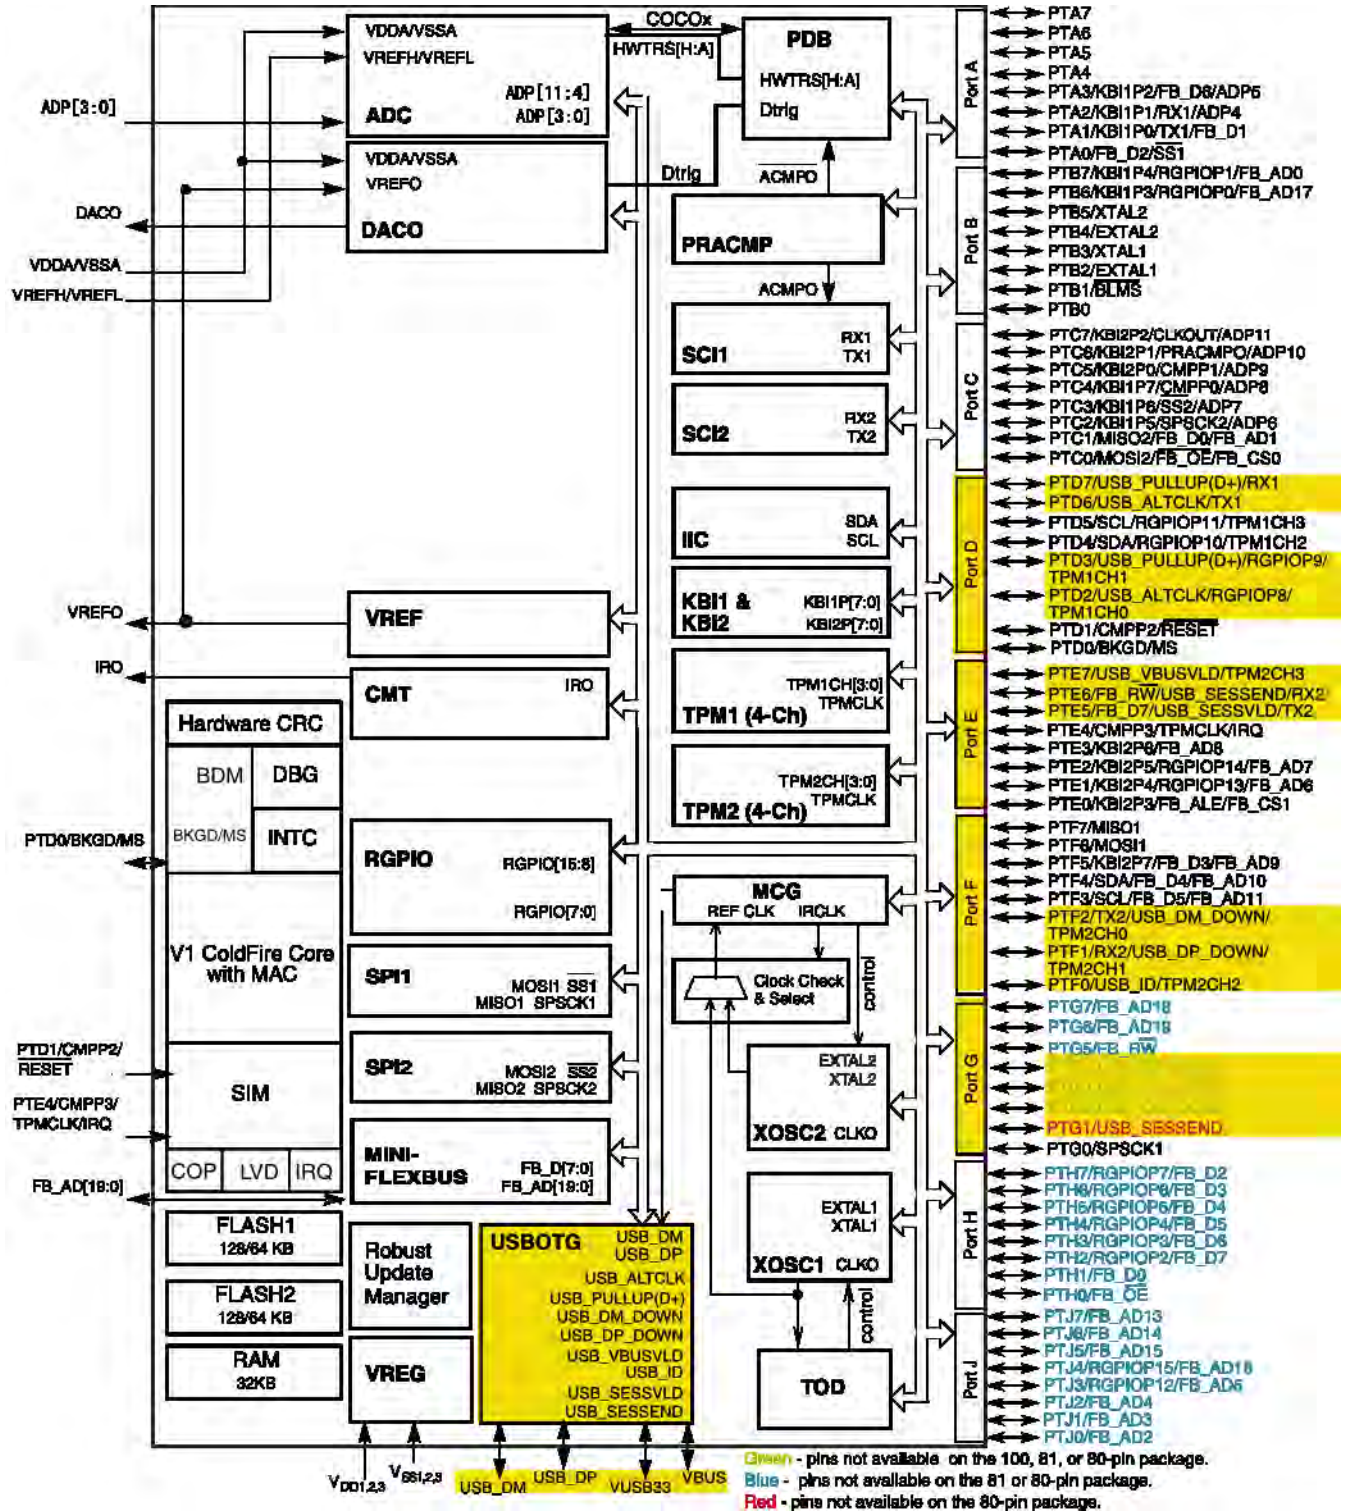 VDDA/VSSA
VREFH/VREFL
ADP[11:4]
ADP[3:0]
ADC
ADP[3:0]
COCOx
HWTRS[H:A]
PDB
HWTRS[H:A]
Dtrig
VDDA/VSSA
VREFO
DACO
Dtrig
DACO
VDDA/VSSA
VREFH/VREFL
ACMPO
PRACMP
ACMPO
SCI1
RX1
TX1
SCI2
RX2
TX2
IIC
SDA
SCL
KBI1 &
KBI2
KBI1P[7:0]
KBI2P[7:0]
TPM1CH[3:0]
TPMCLK
TPM1 (4-Ch)
TPM2CH[3:0]
TPMCLK
TPM2 (4-Ch)
VREFO
VREF
IRO
CMT
IRO
Hardware CRC
BDM
DBG
BKGD/MS
INTC
PTD0/BKGD/MS
V1 ColdFire Core
with MAC
PTD1/CMPP2/
RESET
SIM
PTE4/CMPP3/
TPMCLK/IRQ
COP
LVD
IRQ
FB_AD[19:0]
RGPIO
RGPIO[15:8]
RGPIO[7:0]
SPI1
MOSI1 SS1
MISO1 SPSCK1
SPI2
MOSI2 SS2
MISO2 SPSCK2
MINI-
FLEXBUS
FB_D[7:0]
FB_AD[19:0]
MCG
REF CLK
IRCLK
Clock Check
& Select
control
EXTAL2
XTAL2
XOSC2
CLKO
EXTAL1
XTAL1
XOSC1
CLKO
control
TOD
FLASH1
128/64 KB
FLASH2
128/64 KB
RAM
32KB
Robust
Update
Manager
VREG
USBOTG
USB_DM
USB_DP
USB_ALTCLK
USB_PULLUP(D+)
USB_DM_DOWN
USB_DP_DOWN
USB_VBUSVLD
USB_ID
USB_SESSVLD
USB_SESSEND
VDD1,2,3
VSS1,2,3
USB_DM
USB_DP
VUSB33
VBUS
Port A
PTA7
PTA6
PTA5
PTA4
PTA3/KBI1P2/FB_D6/ADP5
PTA2/KBI1P1/RX1/ADP4
PTA1/KBI1P0/TX1/FB_D1
PTA0/FB_D2/SS1
Port B
PTB7/KBI1P4/RGPIOP1/FB_AD0
PTB6/KBI1P3/RGPIOP0/FB_AD17
PTB5/XTAL2
PTB4/EXTAL2
PTB3/XTAL1
PTB2/EXTAL1
PTB1/BLMS
PTB0
Port C
PTC7/KBI2P2/CLKOUT/ADP11
PTC6/KBI2P1/PRACMPO/ADP10
PTC5/KBI2P0/CMPP1/ADP9
PTC4/KBI1P7/CMPP0/ADP8
PTC3/KBI1P6/SS2/ADP7
PTC2/KBI1P5/SPSCK2/ADP6
PTC1/MISO2/FB_D0/FB_AD1
PTC0/MOSI2/FB_OE/FB_CS0
Port D
PTD7/USB_PULLUP(D+)/RX1
PTD6/USB_ALTCLK/TX1
PTD5/SCL/RGPIOP11/TPM1CH3
PTD4/SDA/RGPIOP10/TPM1CH2
PTD3/USB_PULLUP(D+)/RGPIOP9/
TPM1CH1
PTD2/USB_ALTCLK/RGPIOP8/
TPM1CH0
PTD1/CMPP2/RESET
PTD0/BKGD/MS
Port E
PTE7/USB_VBUSVLD/TPM2CH3
PTE6/FB_RW/USB_SESSEND/RX2
PTE5/FB_D7/USB_SESSVLD/TX2
PTE4/CMPP3/TPMCLK/IRQ
PTE3/KBI2P6/FB_AD8
PTE2/KBI2P5/RGPIOP14/FB_AD7
PTE1/KBI2P4/RGPIOP13/FB_AD6
PTE0/KBI2P3/FB_ALE/FB_CS1
Port F
PTF7/MISO1
PTF6/MOSI1
PTF5/KBI2P7/FB_D3/FB_AD9
PTF4/SDA/FB_D4/FB_AD10
PTF3/SCL/FB_D5/FB_AD11
PTF2/TX2/USB_DM_DOWN/
TPM2CH0
PTF1/RX2/USB_DP_DOWN/
TPM2CH1
PTF0/USB_ID/TPM2CH2
Port G
PTG7/FB_AD18
PTG6/FB_AD19
PTG5/FB_RW
PTG1/USB_SESSEND
PTG0/SPSCK1
Port H
PTH7/RGPIOP7/FB_D2
PTH6/RGPIOP6/FB_D3
PTH5/RGPIOP5/FB_D4
PTH4/RGPIOP4/FB_D5
PTH3/RGPIOP3/FB_D6
PTH2/RGPIOP2/FB_D7
PTH1/FB_D0
PTH0/FB_OE
Port J
PTJ7/FB_AD13
PTJ6/FB_AD14
PTJ5/FB_AD15
PTJ4/RGPIOP15/FB_AD16
PTJ3/RGPIOP12/FB_AD5
PTJ2/FB_AD4
PTJ1/FB_AD3
PTJ0/FB_AD2
Green - pins not available on the 100, 81, or 80-pin package.
Blue - pins not available on the 81 or 80-pin package.
Red - pins not available on the 80-pin package.